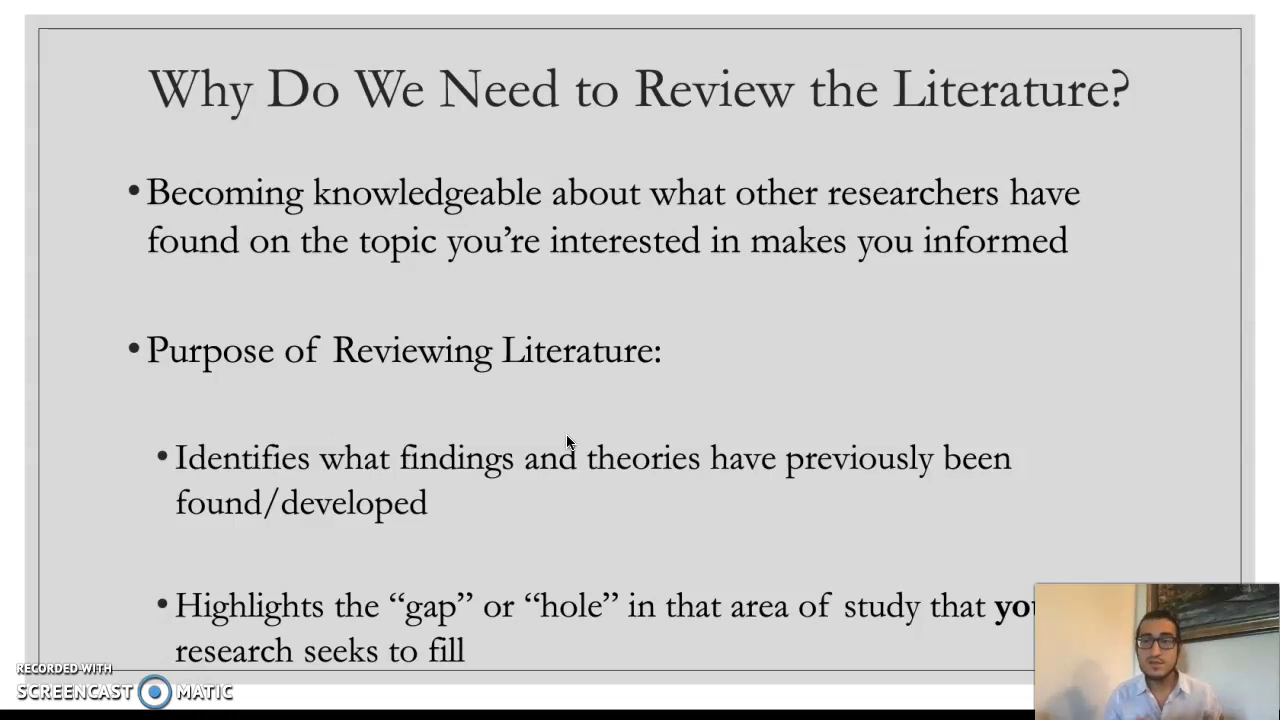 Why Do We Need to Review the Literature?
•Becoming knowledgeable about what other researchers have
found on the topic you’re interested in makes you informed
•Purpose of Reviewing Literature:
•Identifies what findings and theories have previously been
found/developed
•Highlights the “gap” or “hole” in that area of study that
research seeks to fill
RECORDED WITH
SCREENCAST MATIC